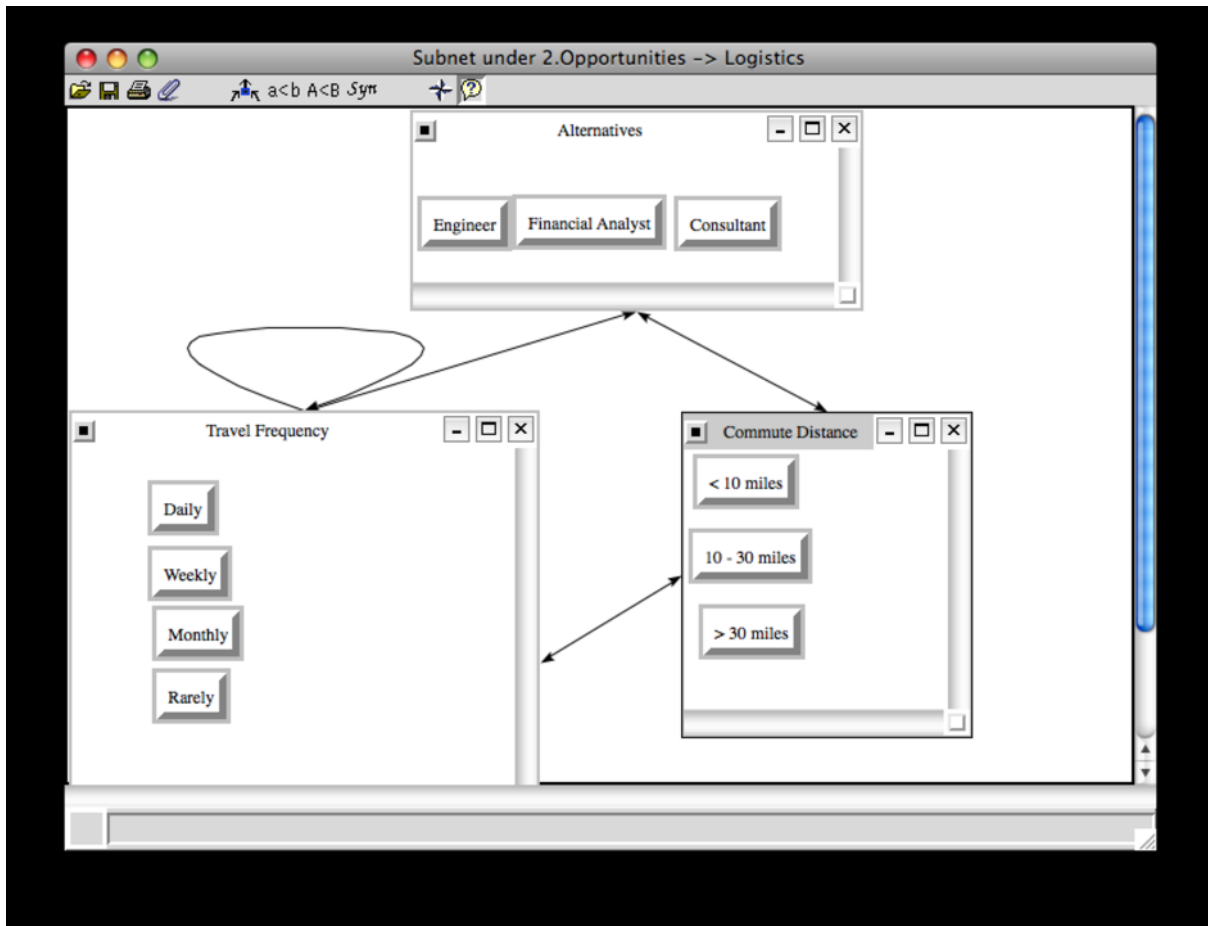 Subnet under 2.Opportunities -> Logistics
a<b A<B Syn
Alternatives
Engineer
Financial Analyst
Consultant
Travel Frequency
Daily
Weekly
Monthly
Rarely
Commute Distance
< 10 miles
10 - 30 miles
> 30 miles